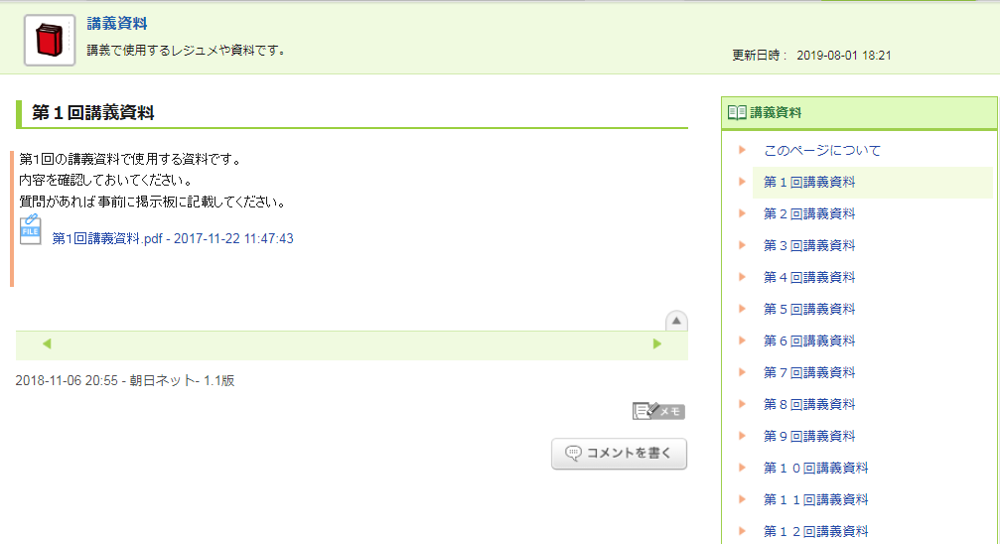 講義資料
講義で使用するレジュメや資料です。
更新日時： 2019-08-01 18:21
第１回講義資料
第1回の講義資料で使用する資料です。
内容を確認しておいてください。
質問があれば事前に掲示板に記載してください。
FILE
第1回講義資料.pdf - 2017-11-22 11:47:43
2018-11-06 20:55 - 朝日ネット- 1.1版
メモ
コメントを書く
講義資料
このページについて
第１回講義資料
第２回講義資料
第３回講義資料
第４回講義資料
第５回講義資料
第６回講義資料
第７回講義資料
第８回講義資料
第９回講義資料
第１０回講義資料
第１１回講義資料
第１２回講義資料